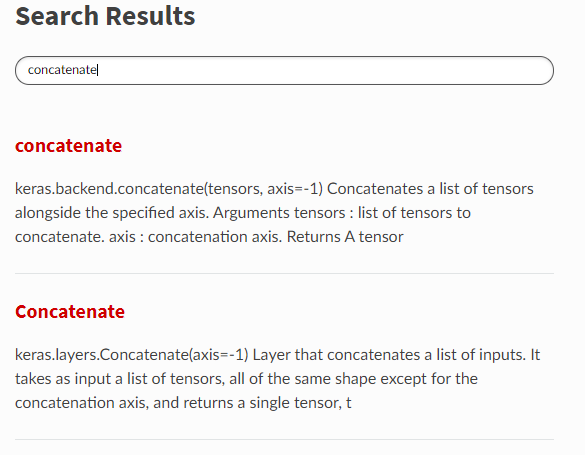 Search Results
concatenate
concatenate
keras.backend.concatenate(tensors, axis=-1) Concatenates a list of tensors
alongside the specified axis. Arguments tensors : list of tensors to
concatenate. axis : concatenation axis. Returns A tensor
Concatenate
keras.layers.Concatenate(axis=-1) Layer that concatenates a list of inputs. It
takes as input a list of tensors, all of the same shape except for the
concatenation axis, and returns a single tensor, t